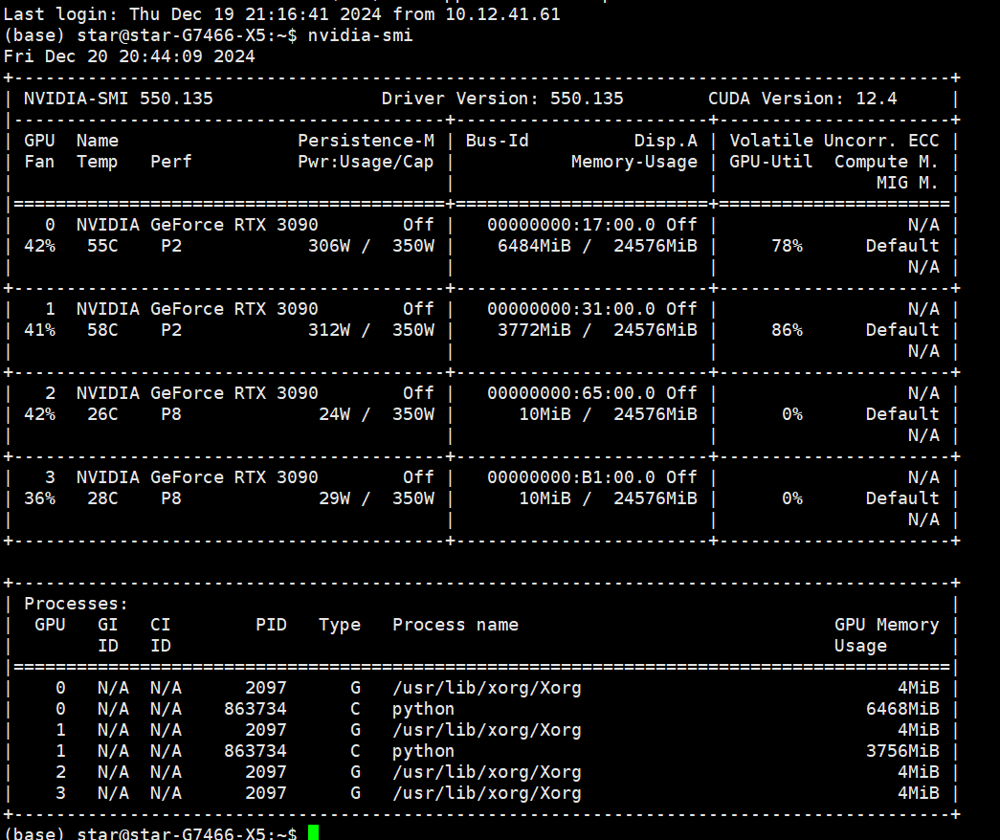 Last login: Thu Dec 19 21:16:41 2024 from 10.12.41.61
(base) star@star-G7466-X5:~$ nvidia-smi
Fri Dec 20 20:44:09 2024
+-----------------------------------------------------------------------------------------+
| NVIDIA-SMI 550.135                Driver Version: 550.135        CUDA Version: 12.4     |
|-----------------------------------------+------------------------+----------------------+
| GPU  Name                 Persistence-M | Bus-Id          Disp.A | Volatile Uncorr. ECC |
| Fan  Temp   Perf          Pwr:Usage/Cap |           Memory-Usage | GPU-Util  Compute M. |
|                                         |                        |               MIG M. |
|=========================================+========================+======================|
|   0  NVIDIA GeForce RTX 3090        Off |   00000000:17:00.0 Off |                  N/A |
| 42%   55C    P2            306W /  350W |    6484MiB /  24576MiB |     78%      Default |
|                                         |                        |                  N/A |
+-----------------------------------------+------------------------+----------------------+
|   1  NVIDIA GeForce RTX 3090        Off |   00000000:31:00.0 Off |                  N/A |
| 41%   58C    P2            312W /  350W |    3772MiB /  24576MiB |     86%      Default |
|                                         |                        |                  N/A |
+-----------------------------------------+------------------------+----------------------+
|   2  NVIDIA GeForce RTX 3090        Off |   00000000:65:00.0 Off |                  N/A |
| 42%   26C    P8             24W /  350W |      10MiB /  24576MiB |      0%      Default |
|                                         |                        |                  N/A |
+-----------------------------------------+------------------------+----------------------+
|   3  NVIDIA GeForce RTX 3090        Off |   00000000:B1:00.0 Off |                  N/A |
| 36%   28C    P8             29W /  350W |      10MiB /  24576MiB |      0%      Default |
|                                         |                        |                  N/A |
+-----------------------------------------+------------------------+----------------------+

+-----------------------------------------------------------------------------------------+
| Processes:                                                                              |
|  GPU   GI   CI        PID   Type   Process name                              GPU Memory |
|        ID   ID                                                               Usage      |
|=========================================================================================|
|    0   N/A  N/A      2097      G   /usr/lib/xorg/Xorg                              4MiB |
|    0   N/A  N/A    863734      C   python                                       6468MiB |
|    1   N/A  N/A      2097      G   /usr/lib/xorg/Xorg                              4MiB |
|    1   N/A  N/A    863734      C   python                                       3756MiB |
|    2   N/A  N/A      2097      G   /usr/lib/xorg/Xorg                              4MiB |
|    3   N/A  N/A      2097      G   /usr/lib/xorg/Xorg                              4MiB |
+-----------------------------------------------------------------------------------------+
(base) star@star-G7466-X5:~$